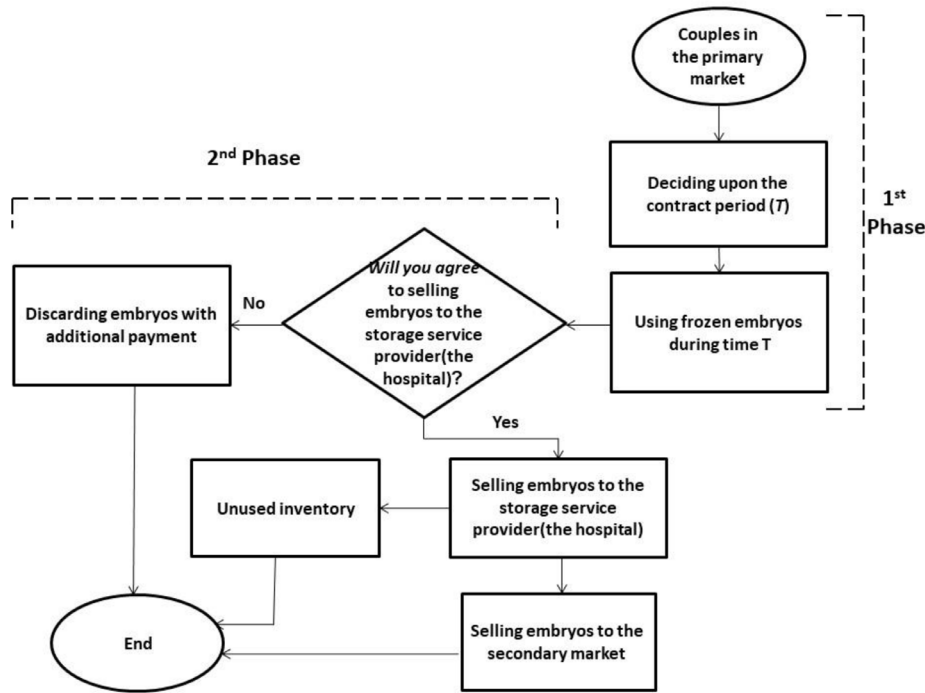 Couples in
the primary
market
1st
Phase
Deciding upon the
contract period (T)
Using frozen embryos
during time T
2nd Phase
Will you agree
to selling
embryos to the
storage service
provider(the
hospital)?
No
Discarding embryos with
additional payment
Yes
Selling embryos to the
storage service
provider(the hospital)
Unused inventory
Selling embryos to the
secondary market
End